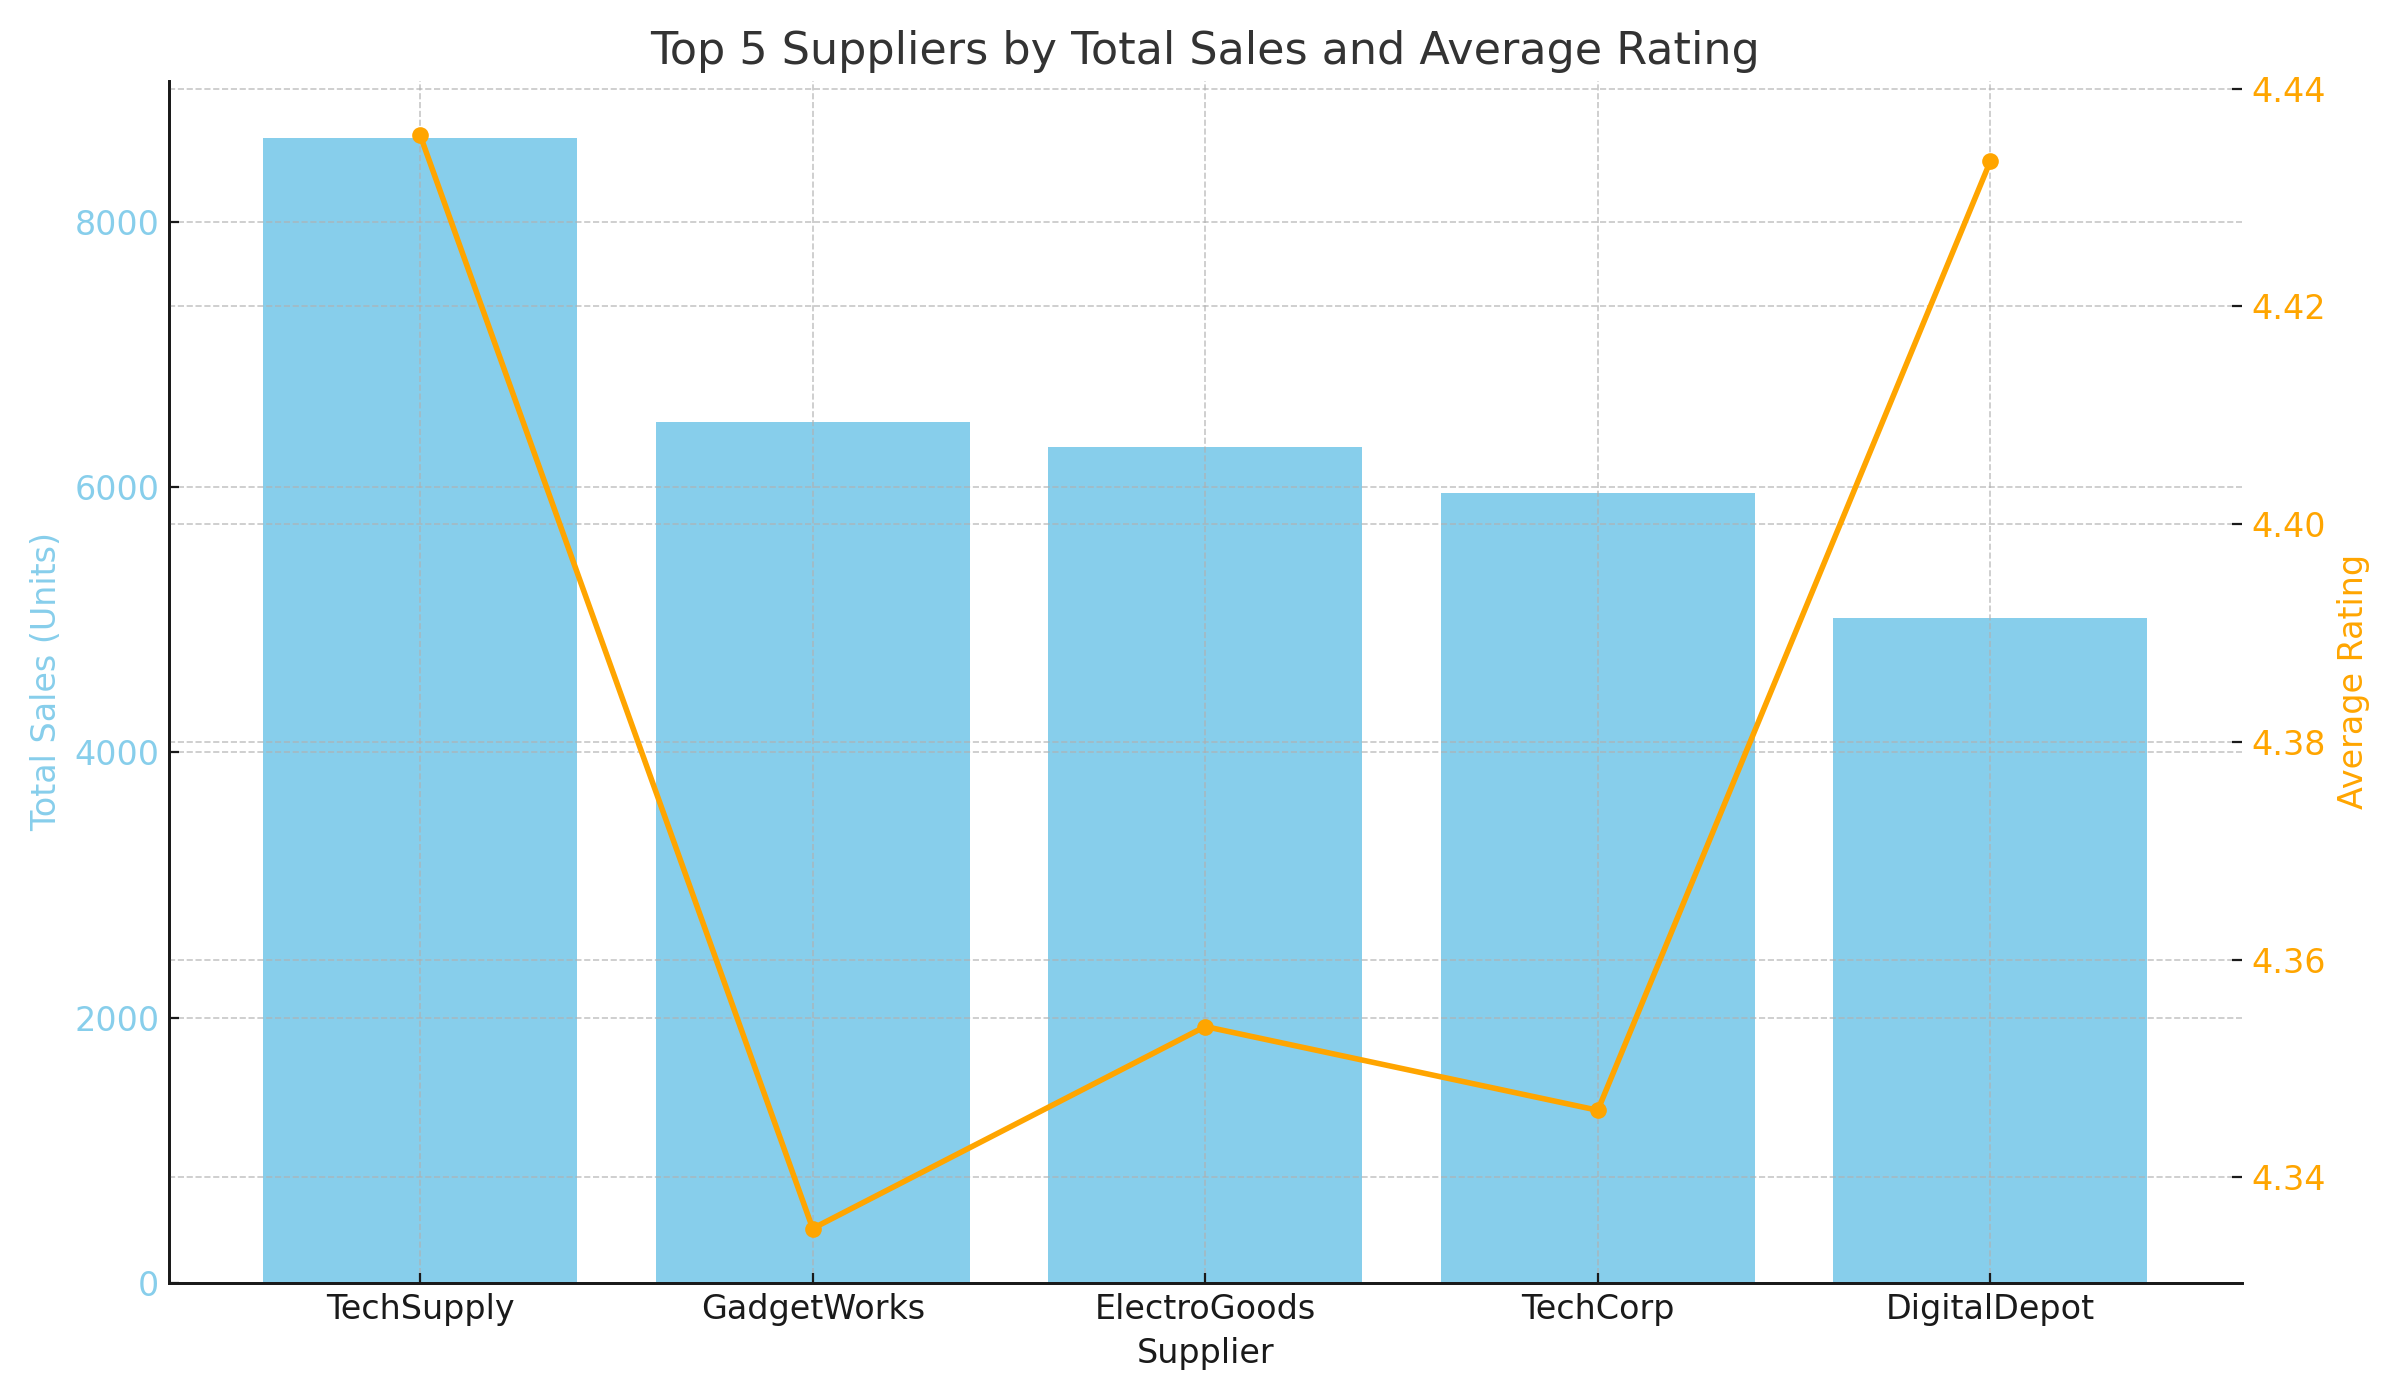 Top 5 Suppliers by Total Sales and Average Rating
Total Sales (Units)
8000
6000
4000
2000
0
4.44
4.42
4.40
4.38
4.36
4.34
Average Rating
TechSupply GadgetWorks ElectroGoods TechCorp DigitalDepot
Supplier